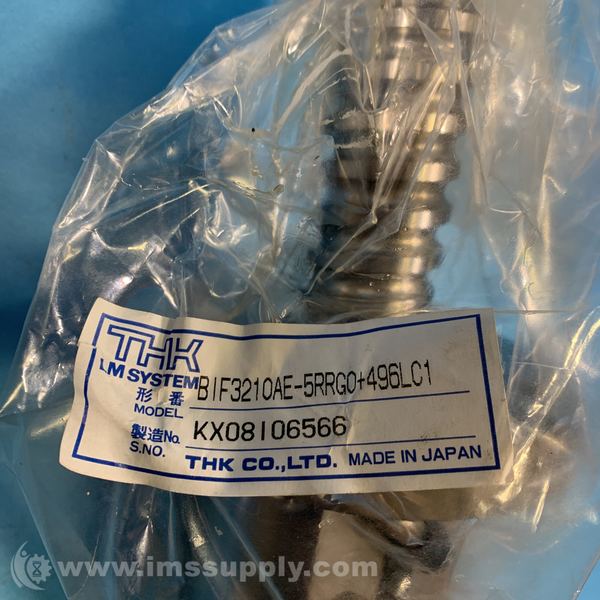 THK
LM SYSTEM
形 番 BIF3210AE-5RRG0+496LC1
MODEL
製造No. KX08106566
S.NO. THK CO.,LTD. MADE IN JAPAN
www.imssupply.com